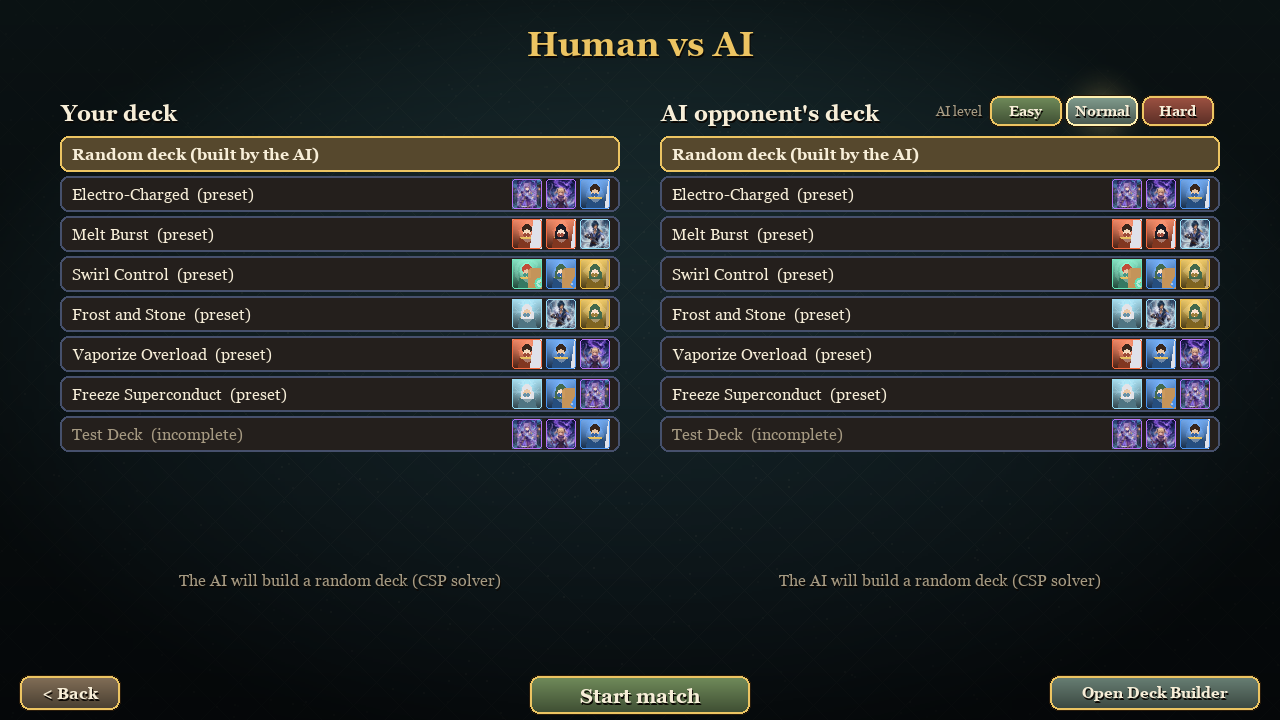 Human vs AI
Your deck
Random deck (built by the AI)
Electro-Charged (preset)
Melt Burst (preset)
Swirl Control (preset)
Frost and Stone (preset)
Vaporize Overload (preset)
Freeze Superconduct (preset)
Test Deck (incomplete)
The AI will build a random deck (CSP solver)
AI opponent's deck
AI level Easy Normal Hard
Random deck (built by the AI)
Electro-Charged (preset)
Melt Burst (preset)
Swirl Control (preset)
Frost and Stone (preset)
Vaporize Overload (preset)
Freeze Superconduct (preset)
Test Deck (incomplete)
The AI will build a random deck (CSP solver)
< Back
Start match
Open Deck Builder